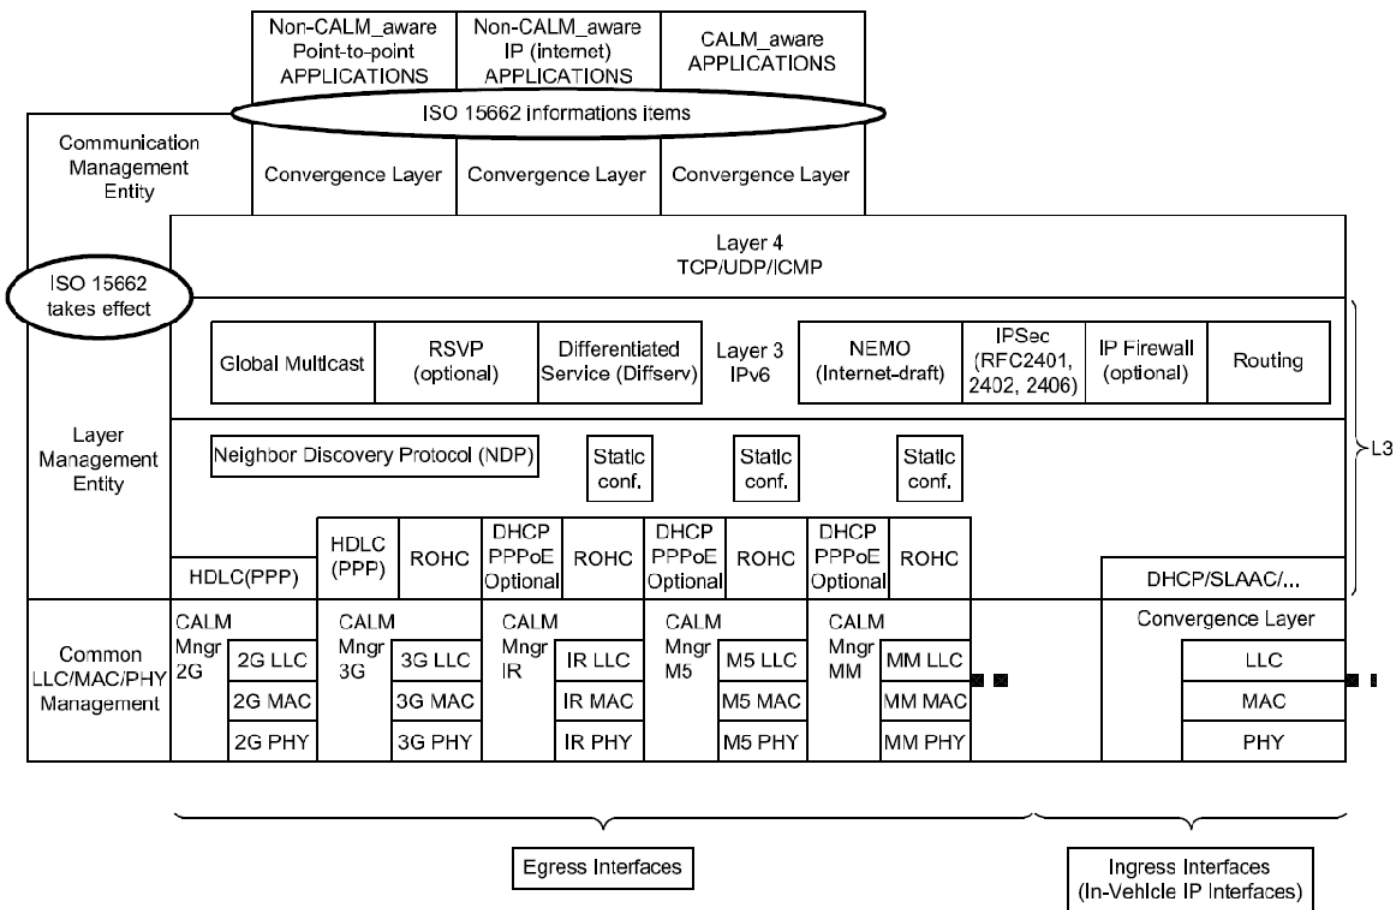 Non-CALM_aware
Point-to-point
APPLICATIONS
Non-CALM_aware
IP (internet)
APPLICATIONS
CALM_aware
APPLICATIONS
ISO 15662 informations items
Communication
Management
Entity
Convergence Layer
Convergence Layer
Convergence Layer
Layer 4
TCP/UDP/ICMP
ISO 15662
takes effect
Global Multicast
RSVP
(optional)
Differentiated
Service (Diffserv)
Layer 3
IPv6
NEMO
(Internet-draft)
IPSec
(RFC2401,
2402, 2406)
IP Firewall
(optional)
Routing
L3
Layer
Management
Entity
Neighbor Discovery Protocol (NDP)
Static
conf.
Static
conf.
Static
conf.
HDLC(PPP)
HDLC
(PPP)
ROHC
DHCP
PPPoE
Optional
ROHC
DHCP
PPPoE
Optional
ROHC
DHCP
PPPoE
Optional
ROHC
DHCP/SLAAC/...
Common
LLC/MAC/PHY
Management
CALM
Mngr
2G
2G LLC
2G MAC
2G PHY
CALM
Mngr
3G
3G LLC
3G MAC
3G PHY
CALM
Mngr
IR
IR LLC
IR MAC
IR PHY
CALM
Mngr
M5
M5 LLC
M5 MAC
M5 PHY
CALM
Mngr
MM
MM LLC
MM MAC
MM PHY
Convergence Layer
LLC
MAC
PHY
Egress Interfaces
Ingress Interfaces
(In-Vehicle IP Interfaces)